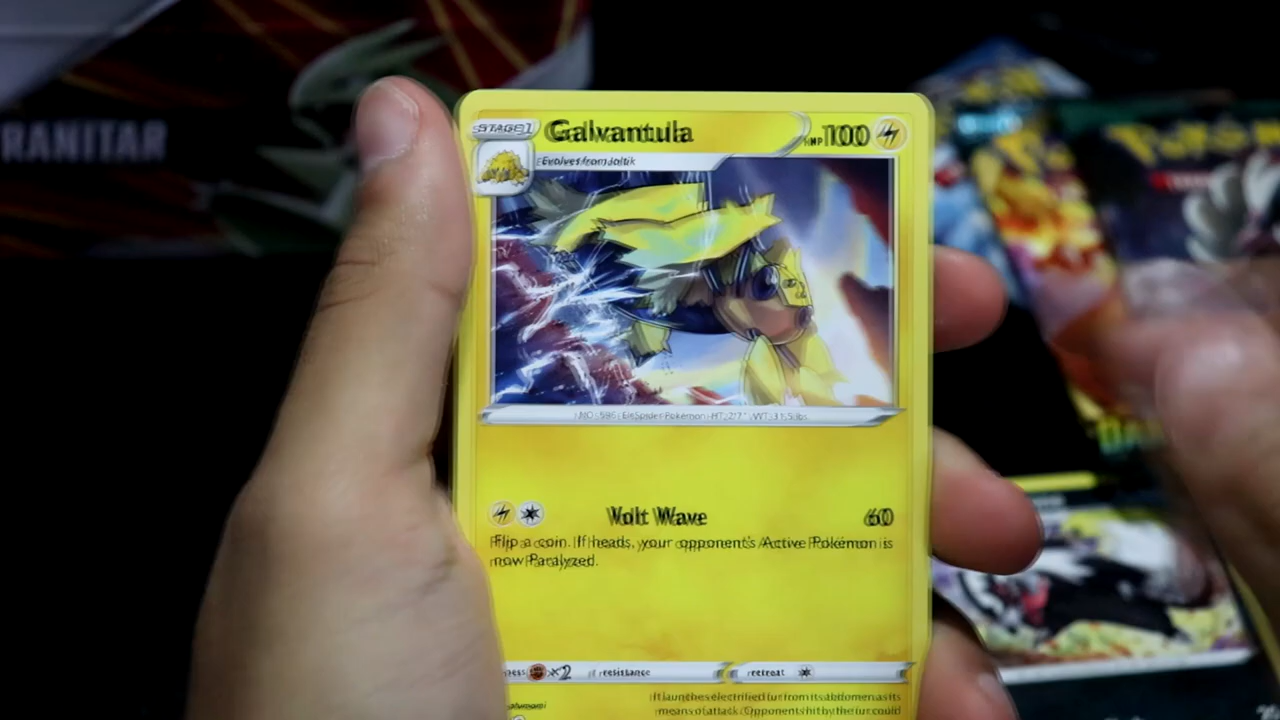 RANITAR
STAGE 1 Galvantula HP 100
Evolves from Joltik
NO. 596 EleSpider Pokémon HT: 2'7" WT: 31.5 lbs.
Volt Wave 60
Flip a coin. If heads, your opponent's Active Pokémon is
now Paralyzed.
ness ×2 resistance retreat
It launches electrified fur from its abdomen as its
means of attack. Opponents hit by the fur could